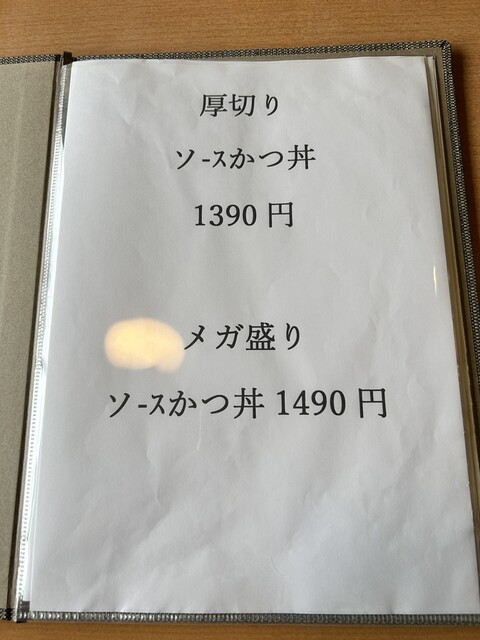 厚切り
ソ-ｽかつ丼
1390 円
メガ盛り
ソ-ｽかつ丼 1490 円